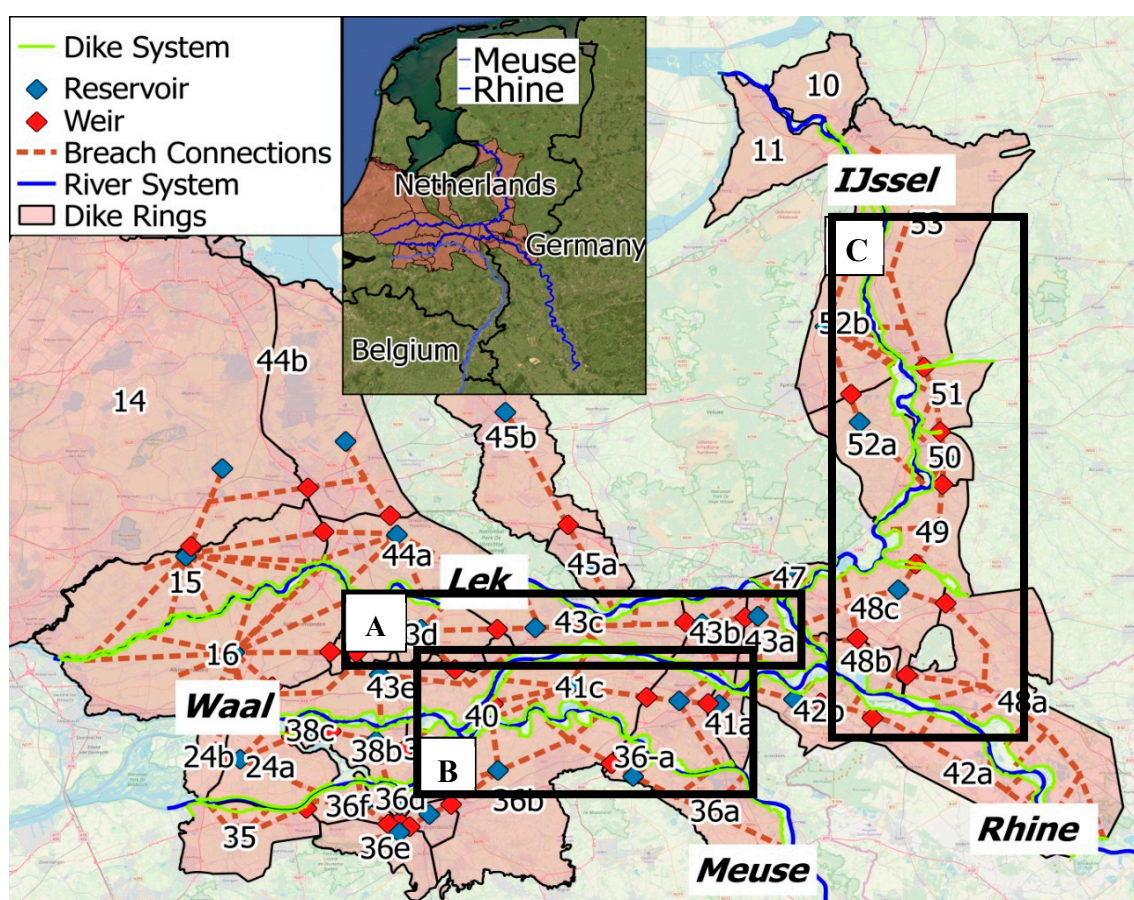 Dike System
Reservoir
Weir
Breach Connections
River System
Dike Rings
Meuse
Rhine
Netherlands
Germany
Belgium
10
11
IJssel
53
C
44b
14
52b
51
45b
52a
50
49
44a
15
45a
47
Lek
48c
A
3d
43c
43b
43a
16
48b
43e
41c
48a
Waal
40
41a
42b
38c
38b
3
24b
24a
B
36-a
42a
36d
36b
36f
36a
35
36e
Rhine
Meuse